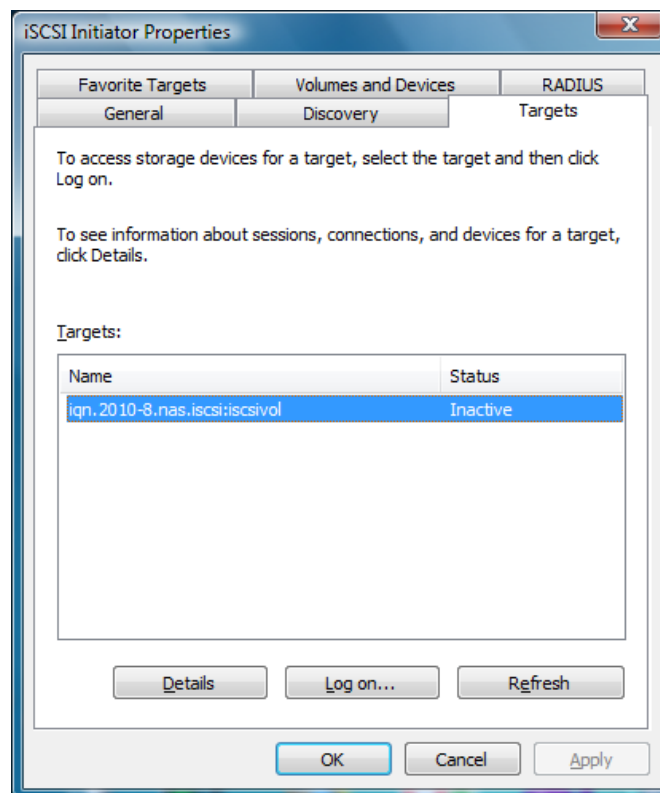 iSCSI Initiator Properties
Favorite Targets
Volumes and Devices
RADIUS
General
Discovery
Targets
To access storage devices for a target, select the target and then click
Log on.
To see information about sessions, connections, and devices for a target,
click Details.
Targets:
Name
Status
iqn.2010-8.nas.iscsi:iscsivol
Inactive
Details
Log on...
Refresh
OK
Cancel
Apply